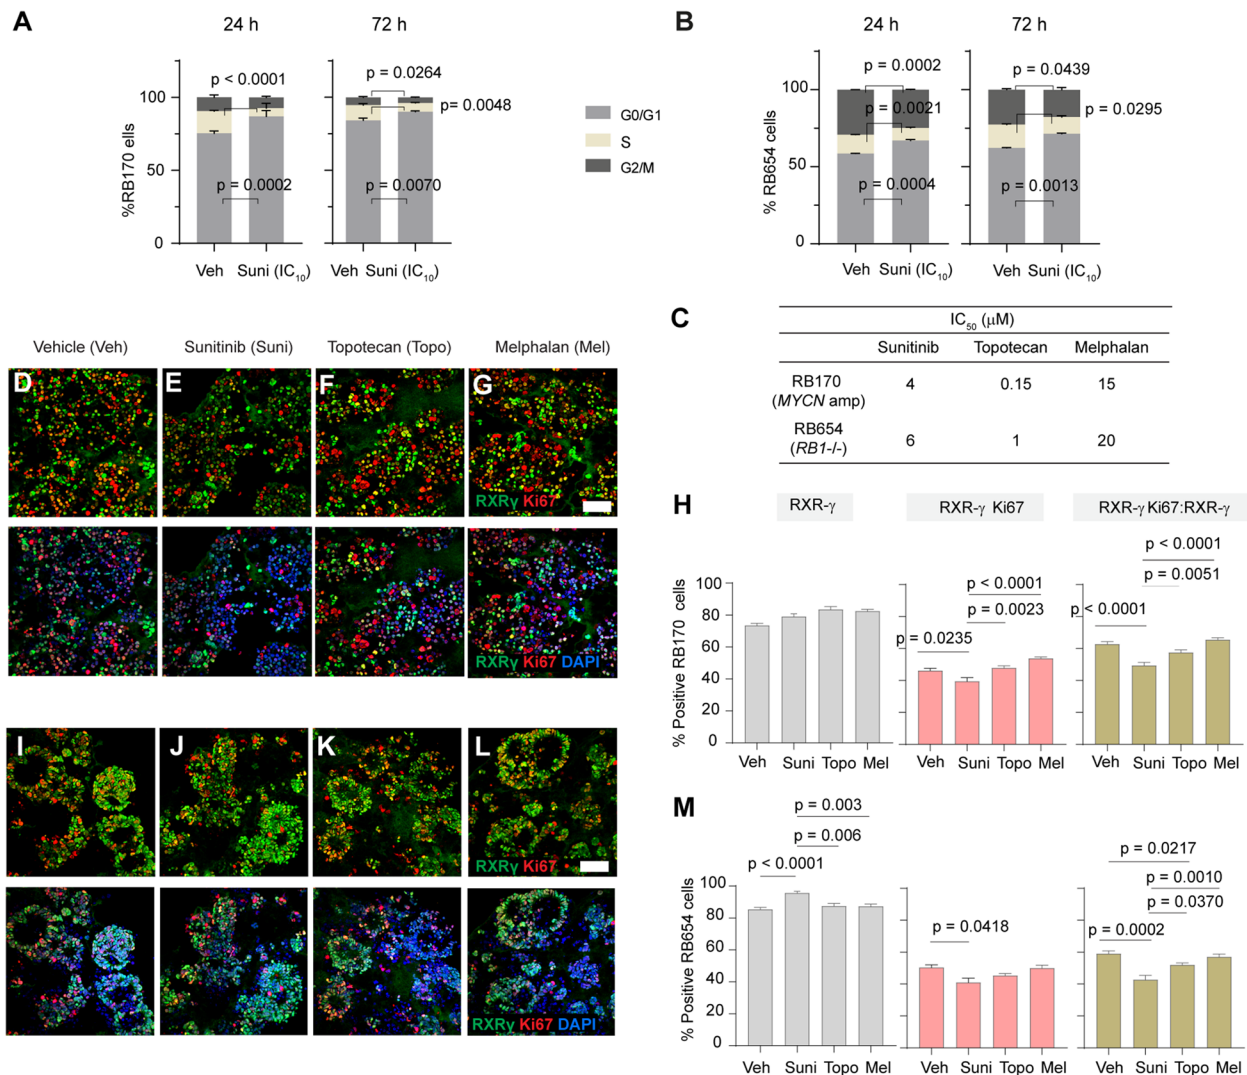 A
24 h
72 h
p < 0.0001
p = 0.0264
p= 0.0048
p = 0.0002
p = 0.0070
100
50
0
%RB170 ells
Veh Suni (IC10)
Veh Suni (IC10)
G0/G1
S
G2/M
B
24 h
72 h
p = 0.0002
p = 0.0439
p = 0.0021
p = 0.0295
p = 0.0004
p = 0.0013
100
50
0
% RB654 cells
Veh Suni (IC10)
Veh Suni (IC10)
C
IC50 (μM)
Sunitinib Topotecan Melphalan
RB170
(MYCN amp)
4 0.15 15
RB654
(RB1-/-)
6 1 20
Vehicle (Veh) Sunitinib (Suni) Topotecan (Topo) Melphalan (Mel)
D E F G
RXRγ Ki67
RXRγ Ki67 DAPI
H
RXR-γ
RXR-γ Ki67
RXR-γ Ki67:RXR-γ
% Positive RB170 cells
100
80
60
40
20
0
Veh Suni Topo Mel
p < 0.0001
p = 0.0023
p = 0.0235
Veh Suni Topo Mel
p < 0.0001
p = 0.0051
p < 0.0001
Veh Suni Topo Mel
I J K L
RXRγ Ki67
RXRγ Ki67 DAPI
M
% Positive RB654 cells
100
80
60
40
20
0
p = 0.003
p = 0.006
p < 0.0001
Veh Suni Topo Mel
p = 0.0418
Veh Suni Topo Mel
p = 0.0217
p = 0.0010
p = 0.0370
p = 0.0002
Veh Suni Topo Mel